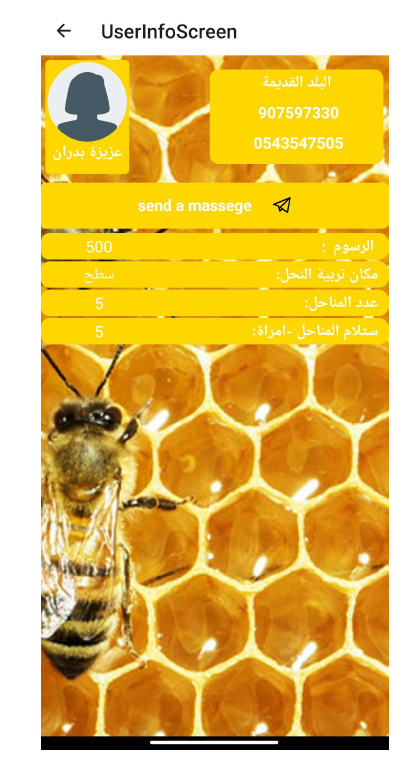 UserInfoScreen
البلد القديمة
907597330
0543547505
عزيزة بدران
send a massege
الرسوم : 500
مكان تربية النحل: سطح
عدد المناحل: 5
ستلام المناحل -امراة: 5